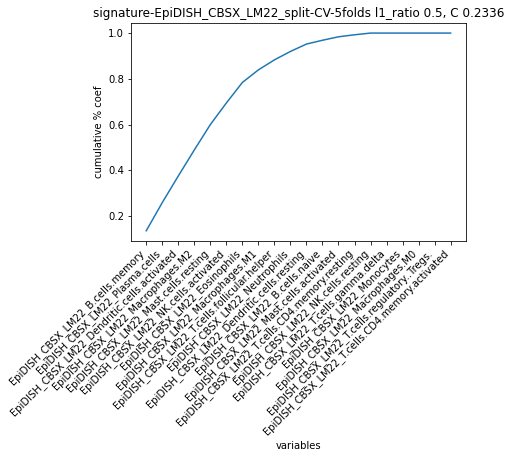 signature-EpiDISH_CBSX_LM22_split-CV-5folds l1_ratio 0.5, C 0.2336
1.0
0.8
0.6
0.4
0.2
cumulative % coef
EpiDISH_CBSX_LM22_B.cells.memory
EpiDISH_CBSX_LM22_Plasma.cells
EpiDISH_CBSX_LM22_Dendritic.cells.activated
EpiDISH_CBSX_LM22_Macrophages.M2
EpiDISH_CBSX_LM22_Mast.cells.resting
EpiDISH_CBSX_LM22_NK.cells.activated
EpiDISH_CBSX_LM22_Eosinophils
EpiDISH_CBSX_LM22_Macrophages.M1
EpiDISH_CBSX_LM22_T.cells.follicular.helper
EpiDISH_CBSX_LM22_Neutrophils
EpiDISH_CBSX_LM22_Dendritic.cells.resting
EpiDISH_CBSX_LM22_B.cells.naive
EpiDISH_CBSX_LM22_Mast.cells.activated
EpiDISH_CBSX_LM22_T.cells.CD4.memory.resting
EpiDISH_CBSX_LM22_NK.cells.resting
EpiDISH_CBSX_LM22_T.cells.gamma.delta
EpiDISH_CBSX_LM22_Monocytes
EpiDISH_CBSX_LM22_Macrophages.M0
EpiDISH_CBSX_LM22_T.cells.regulatory..Tregs.
EpiDISH_CBSX_LM22_T.cells.CD4.memory.activated
variables